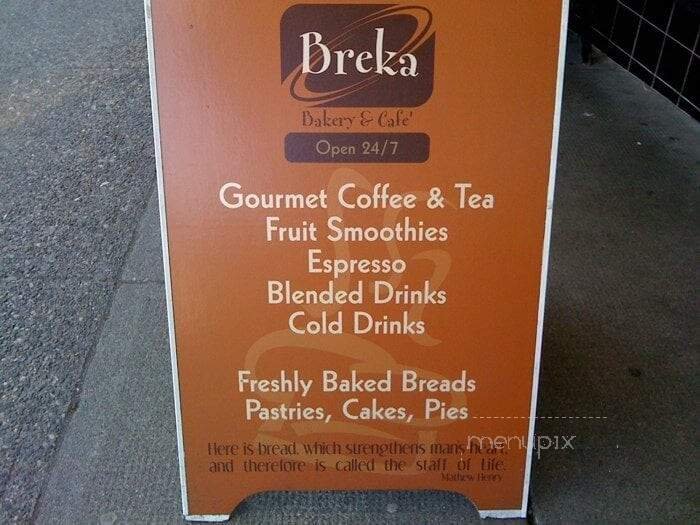 Breka
Bakery & Cafe'
Open 24/7
Gourmet Coffee & Tea
Fruit Smoothies
Espresso
Blended Drinks
Cold Drinks
Freshly Baked Breads
Pastries, Cakes, Pies
menupix
Here is bread, which strengthens mans heart,
and therefore is called the staff of life.
Mathew Henry